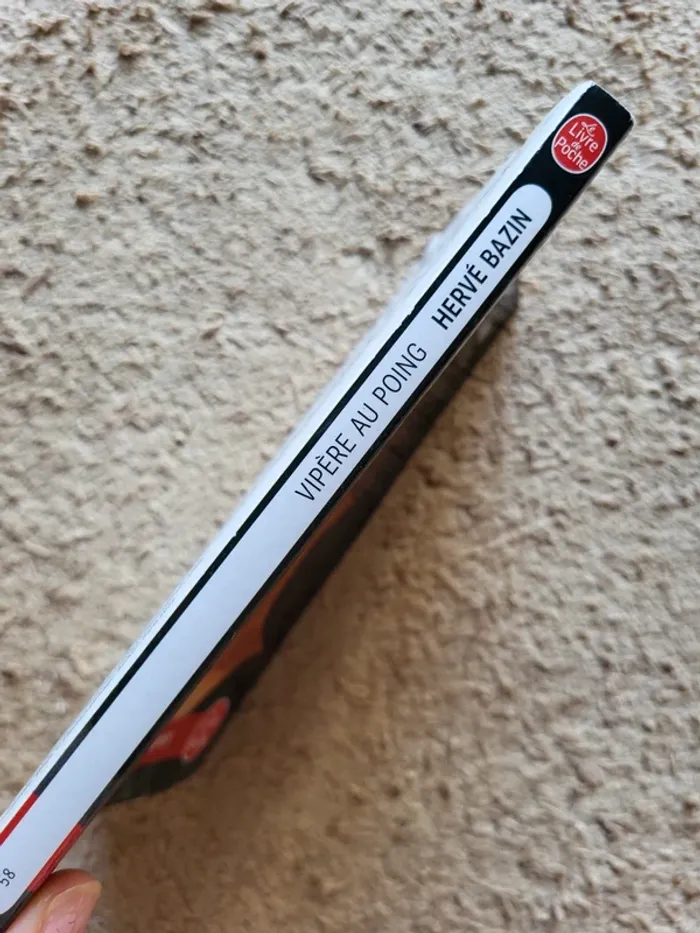 Le
Livre
de
Poche
HERVÉ BAZIN
VIPÈRE AU POING
58